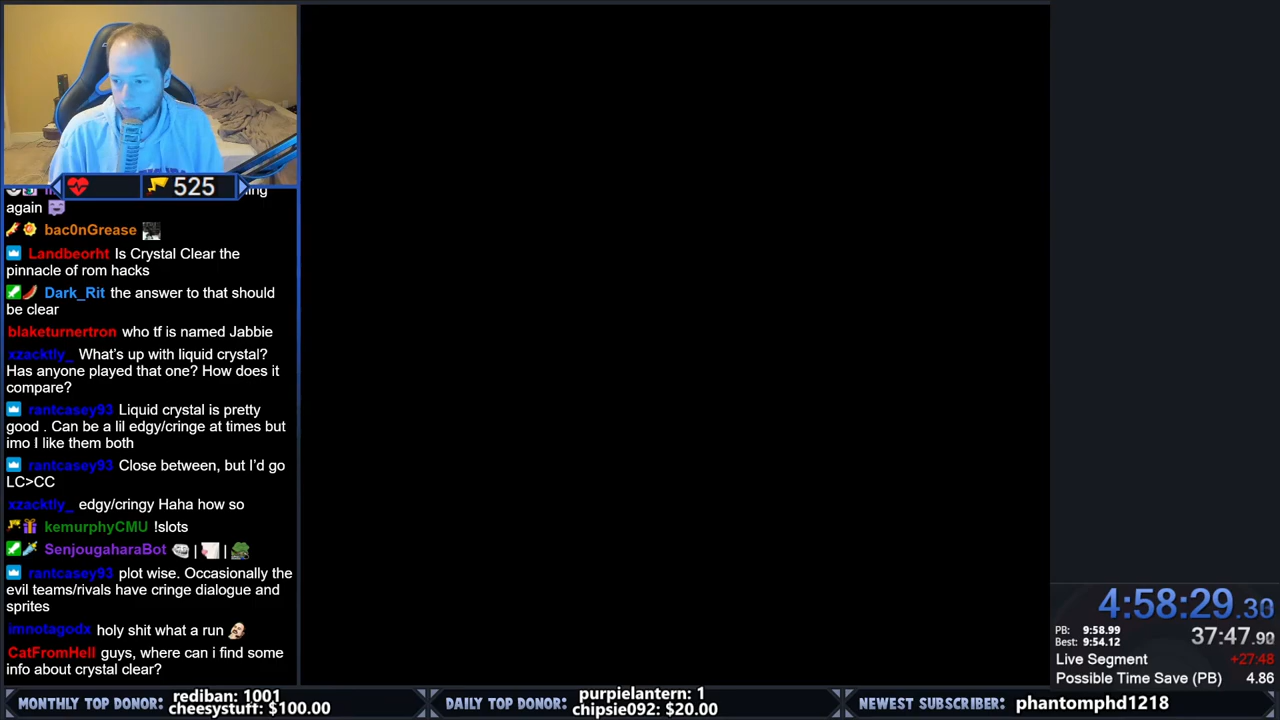 525
again
bac0nGrease
Landbeorht Is Crystal Clear the
pinnacle of rom hacks
Dark_Rit the answer to that should
be clear
blaketurnertron who tf is named Jabbie
xzacktly_ What's up with liquid crystal?
Has anyone played that one? How does it
compare?
rantcasey93 Liquid crystal is pretty
good . Can be a lil edgy/cringe at times but
imo I like them both
rantcasey93 Close between, but I'd go
LC>CC
xzacktly_ edgy/cringy Haha how so
kemurphyCMU !slots
SenjougaharaBot | |
rantcasey93 plot wise. Occasionally the
evil teams/rivals have cringe dialogue and
sprites
imnotagodx holy shit what a run
CatFromHell guys, where can i find some
info about crystal clear?
4:58:29.30
PB: 9:58.99
Best: 9:54.12
37:47.90
Live Segment +27:48
Possible Time Save (PB) 4.86
MONTHLY TOP DONOR: rediban: 1001
cheesystuff: $100.00
DAILY TOP DONOR: purpielantern: 1
chipsie092: $20.00
NEWEST SUBSCRIBER: phantomphd1218